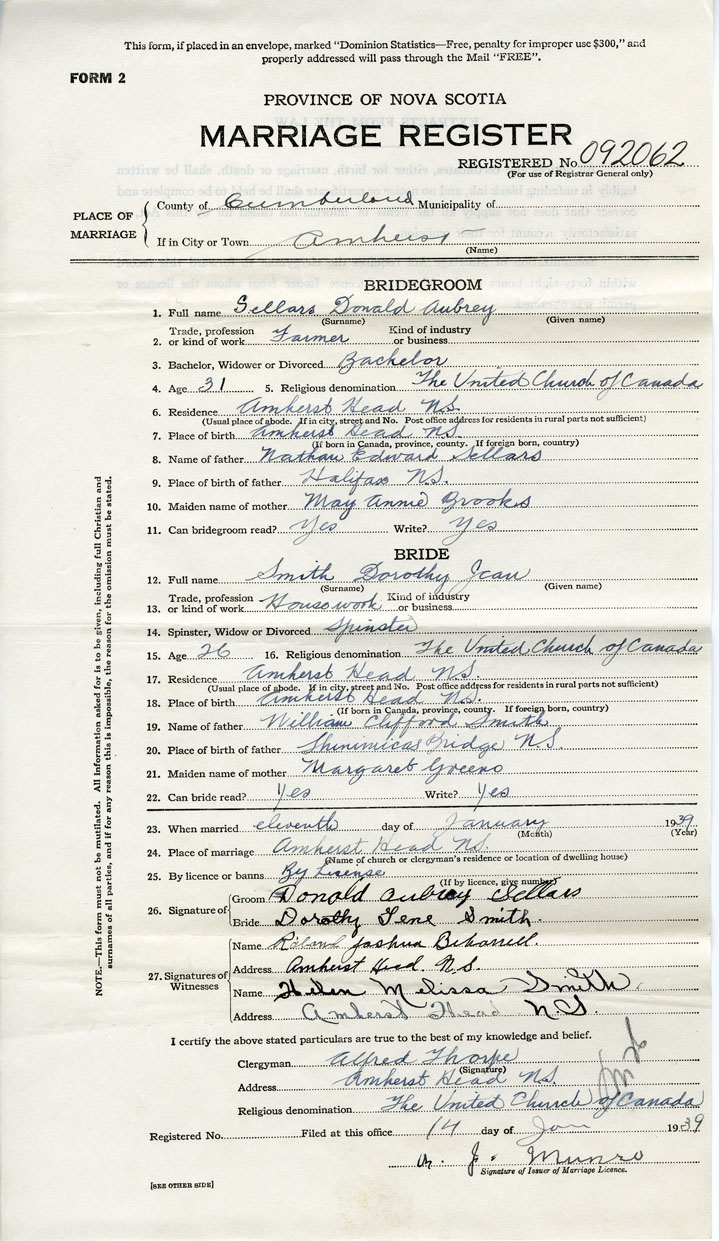 This form, if placed in an envelope, marked “Dominion Statistics—Free, penalty for improper use $300,” and
properly addressed will pass through the Mail “FREE”.
FORM 2
PROVINCE OF NOVA SCOTIA
MARRIAGE REGISTER
REGISTERED No 092062
(For use of Registrar General only)
PLACE OF MARRIAGE
County of Cumberland Municipality of
If in City or Town Amherst
(Name)
BRIDEGROOM
1. Full name Sellars Donald Aubrey
(Surname) (Given name)
2. Trade, profession or kind of work Farmer Kind of industry or business
3. Bachelor, Widower or Divorced Bachelor
4. Age 31 5. Religious denomination The United Church of Canada
6. Residence Amherst Head N.S.
(Usual place of abode. If in city, street and No. Post office address for residents in rural parts not sufficient)
7. Place of birth Amherst Head N.S.
(If born in Canada, province, county. If foreign born, country)
8. Name of father Nathan Edward Sellars
9. Place of birth of father Halifax N.S.
10. Maiden name of mother May Annie Brooks
11. Can bridegroom read? Yes Write? Yes
BRIDE
12. Full name Smith Dorothy Jean
(Surname) (Given name)
13. Trade, profession or kind of work Housework Kind of industry or business
14. Spinster, Widow or Divorced Spinster
15. Age 26 16. Religious denomination The United Church of Canada
17. Residence Amherst Head N.S.
(Usual place of abode. If in city, street and No. Post office address for residents in rural parts not sufficient)
18. Place of birth Amherst Head N.S.
(If born in Canada, province, county. If foreign born, country)
19. Name of father William Clifford Smith
20. Place of birth of father Shinimicas Bridge N.S.
21. Maiden name of mother Margaret Greeno
22. Can bride read? Yes Write? Yes
23. When married eleventh day of January 1939
(Month) (Year)
24. Place of marriage Amherst Head N.S.
(Name of church or clergyman's residence or location of dwelling house)
25. By licence or banns By License
(If by licence, give number)
26. Signature of
Groom Donald Aubrey Sellars
Bride Dorothy Jene Smith.
27. Signatures of Witnesses
Name Joshua
Address Amherst Head N.S.
Name Helen Melissa Smith.
Address Amherst Head N.S.
I certify the above stated particulars are true to the best of my knowledge and belief.
Clergyman Alfred Thorpe
(Signature)
Address Amherst Head N.S.
Religious denomination The United Church of Canada
Registered No. Filed at this office 14 day of Jan 1939
J. Munro
Signature of Issuer of Marriage Licence.
[SEE OTHER SIDE]
NOTE.—This form must not be mutilated. All information asked for is to be given, including full Christian and
surnames of all parties, and if for any reason this is impossible, the reason for the omission must be stated.